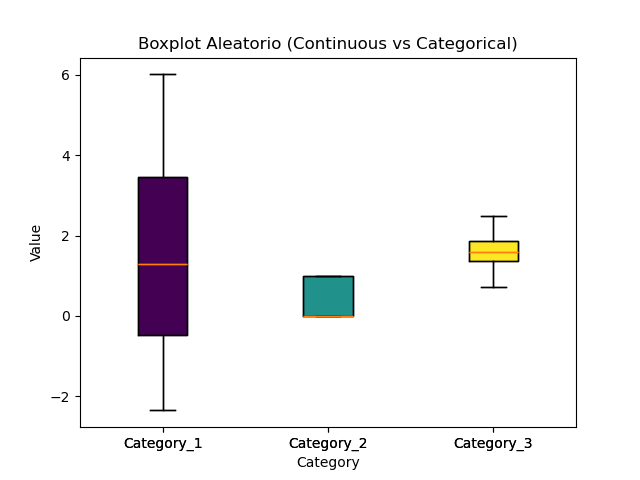 Boxplot Aleatorio (Continuous vs Categorical)
Value
6
4
2
0
−2
Category_1 Category_2 Category_3
Category